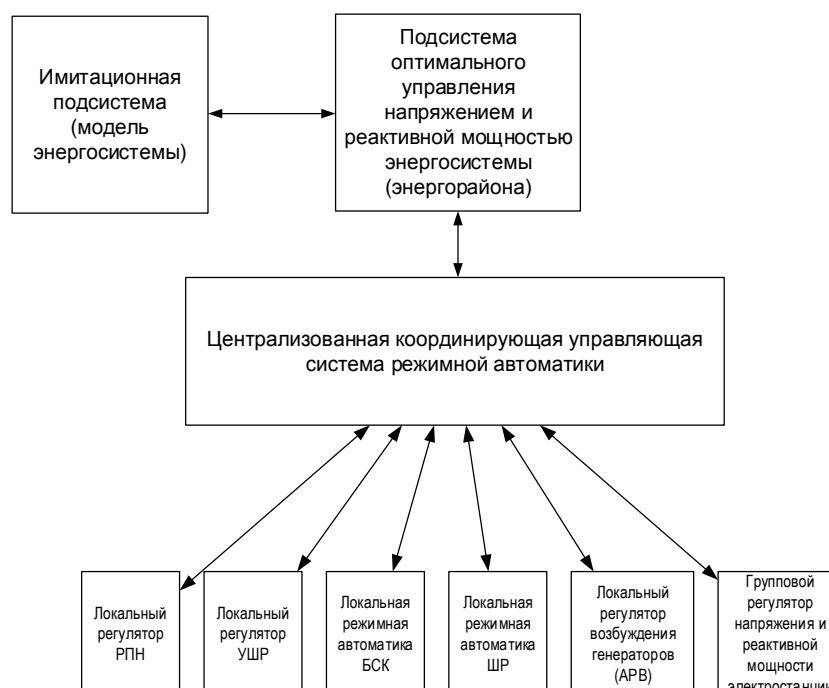 Имитационная
подсистема
(модель
энергосистемы)
Подсистема
оптимального
управления
напряжением и
реактивной мощностью
энергосистемы
(энергорайона)
Централизованная координирующая управляющая
система режимной автоматики
Локальный
регулятор
РПН
Локальный
регулятор
УШР
Локальная
режимная
автоматика
БСК
Локальная
режимная
автоматика
ШР
Локальный
регулятор
возбуждения
генераторов
(АРВ)
Групповой
регулятор
напряжения и
реактивной
мощности
электростанции